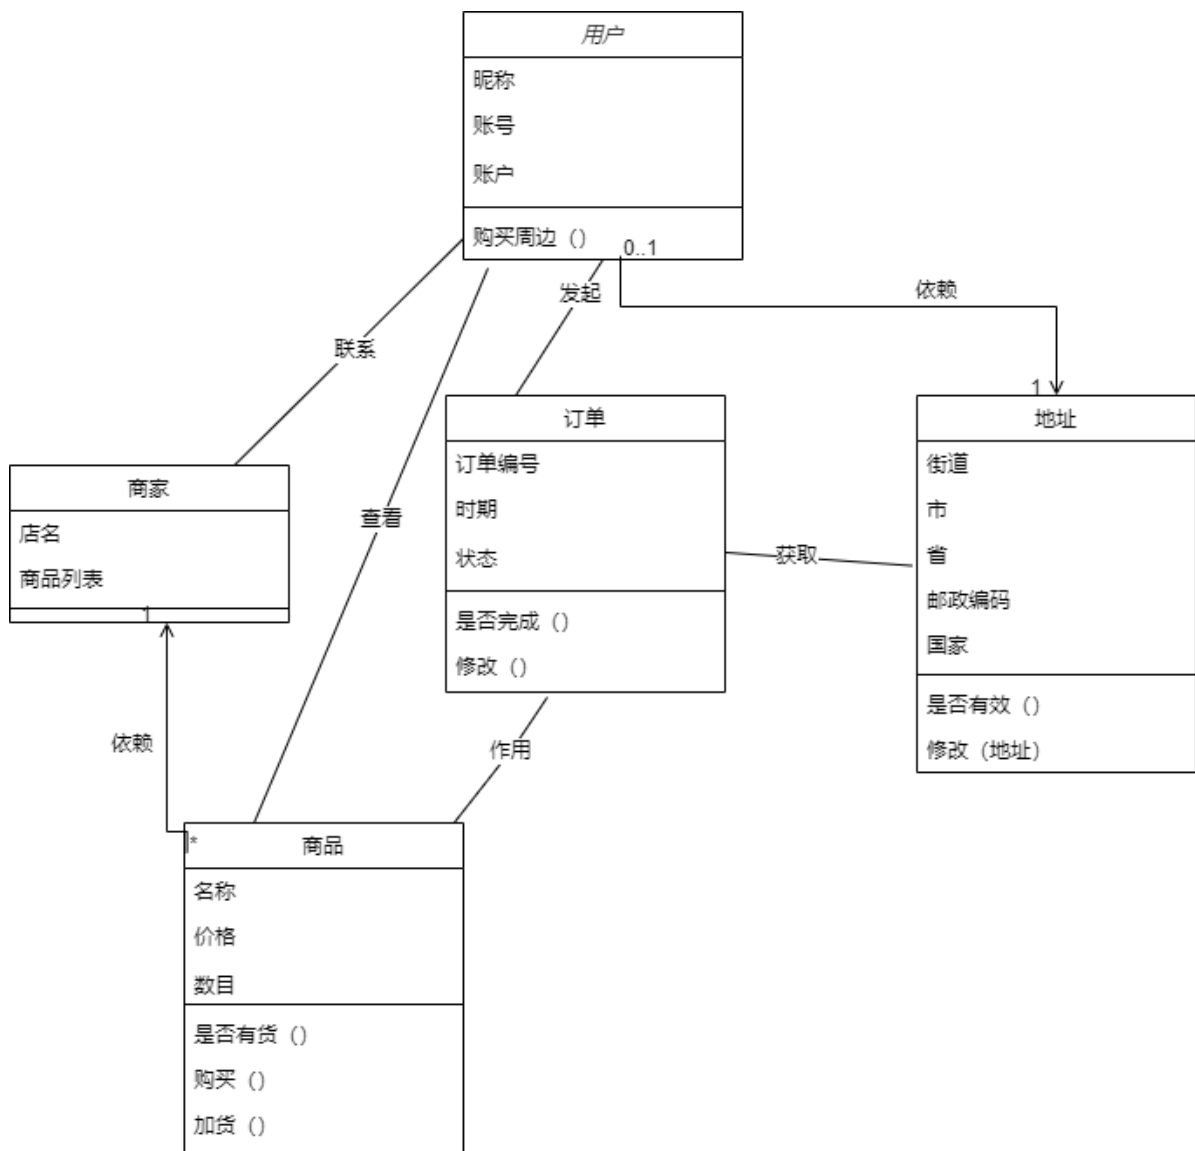 用户
昵称
账号
账户
购买周边（）
0..1
发起
依赖
联系
1
订单
订单编号
时期
状态
是否完成（）
修改（）
地址
街道
市
省
邮政编码
国家
是否有效（）
修改（地址）
商家
店名
商品列表
1
查看
获取
依赖
作用
*
商品
名称
价格
数目
是否有货（）
购买（）
加货（）